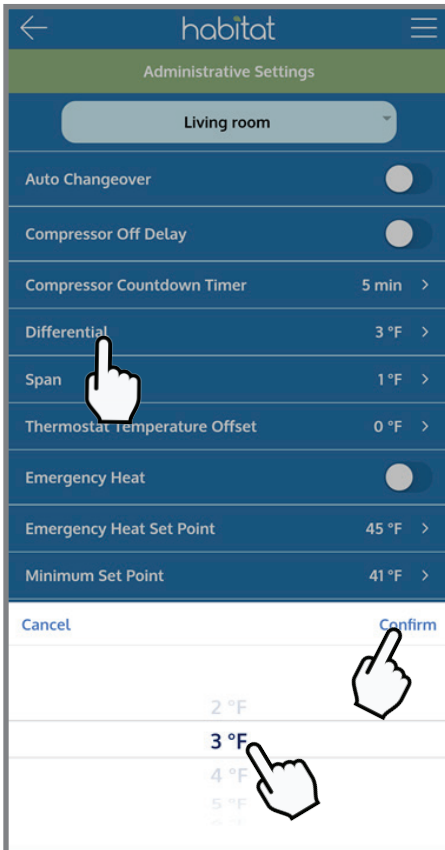 habitat
Administrative Settings
Living room
Auto Changeover
Compressor Off Delay
Compressor Countdown Timer 5 min >
Differential 3 °F >
Span 1 °F >
Thermostat Temperature Offset 0 °F >
Emergency Heat
Emergency Heat Set Point 45 °F >
Minimum Set Point 41 °F >
Cancel Confirm
2 °F
3 °F
4 °F
5 °F